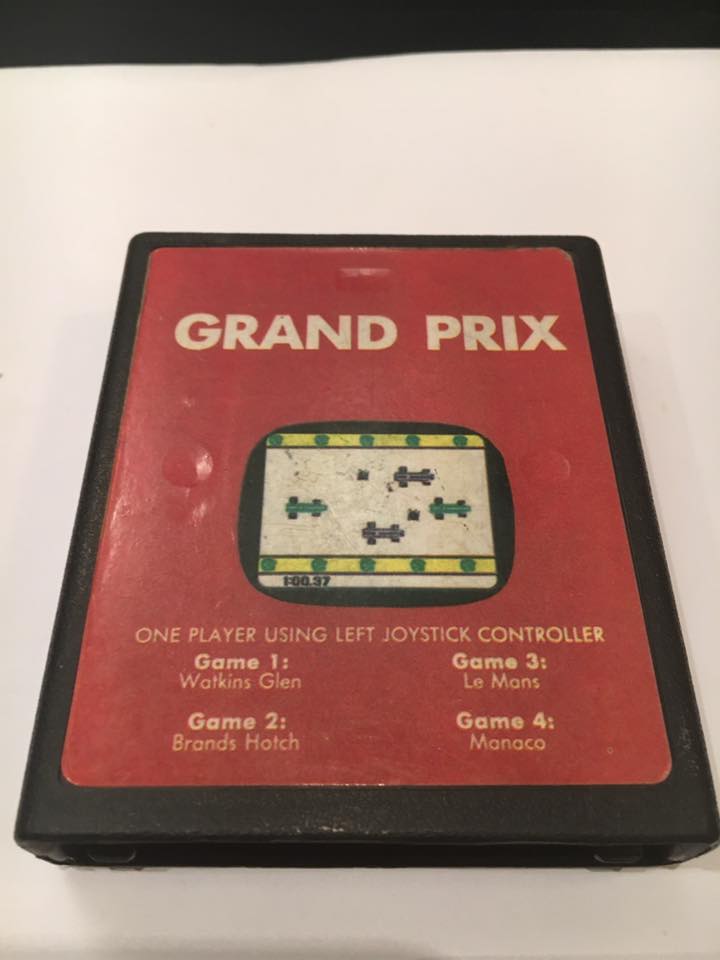 GRAND PRIX
1:00.37
ONE PLAYER USING LEFT JOYSTICK CONTROLLER
Game 1:
Watkins Glen
Game 3:
Le Mans
Game 2:
Brands Hotch
Game 4:
Manaco